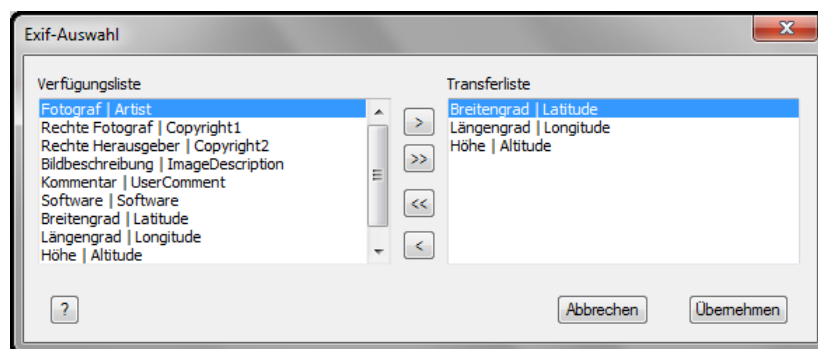 Exif-Auswahl
Verfügungsliste
Fotograf | Artist
Rechte Fotograf | Copyright1
Rechte Herausgeber | Copyright2
Bildbeschreibung | ImageDescription
Kommentar | UserComment
Software | Software
Breitengrad | Latitude
Längengrad | Longitude
Höhe | Altitude
>
>>
<<
<
Transferliste
Breitengrad | Latitude
Längengrad | Longitude
Höhe | Altitude
?
Abbrechen
Übernehmen